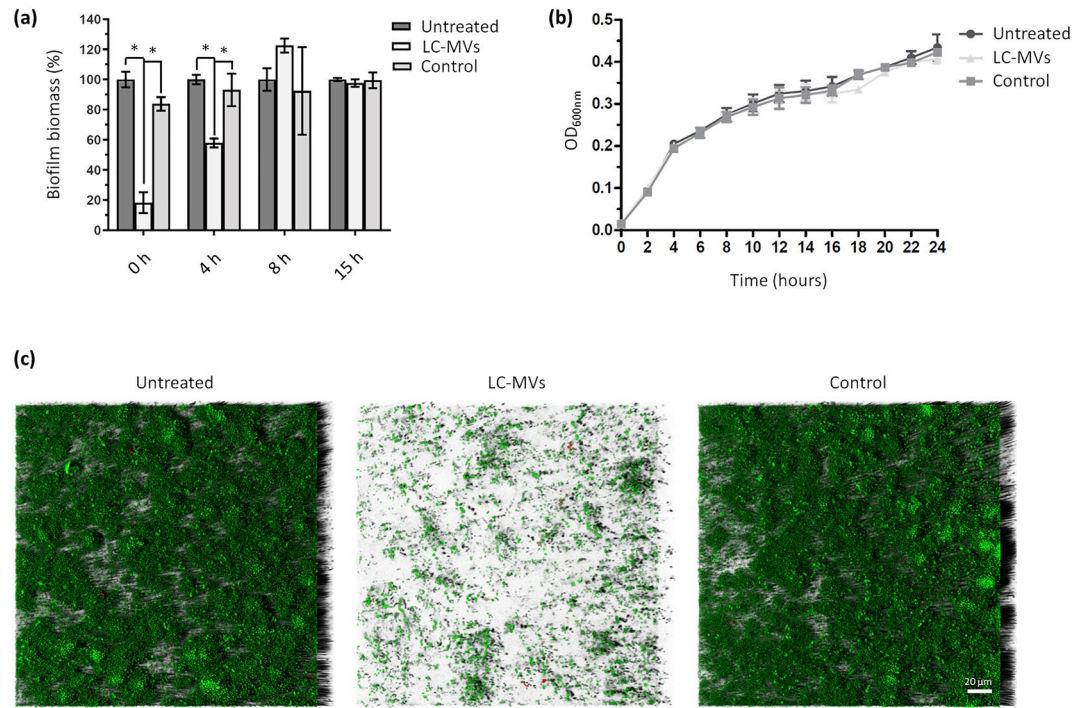 (a)
Biofilm biomass (%)
140
120
100
80
60
40
20
0
* * * *
0 h 4 h 8 h 15 h
Untreated
LC-MVs
Control
(b)
OD600nm
0.5
0.4
0.3
0.2
0.1
0.0
0 2 4 6 8 10 12 14 16 18 20 22 24
Time (hours)
Untreated
LC-MVs
Control
(c)
Untreated LC-MVs Control
20 µm